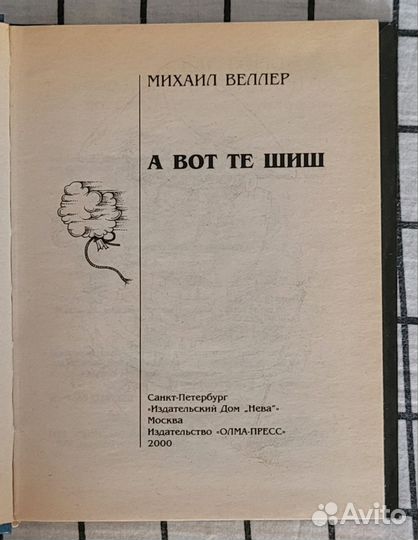 МИХАИЛ ВЕЛЛЕР
А ВОТ ТЕ ШИШ
Санкт-Петербург
«Издательский Дом „Нева"»
Москва
Издательство «ОЛМА-ПРЕСС»
2000
Avito